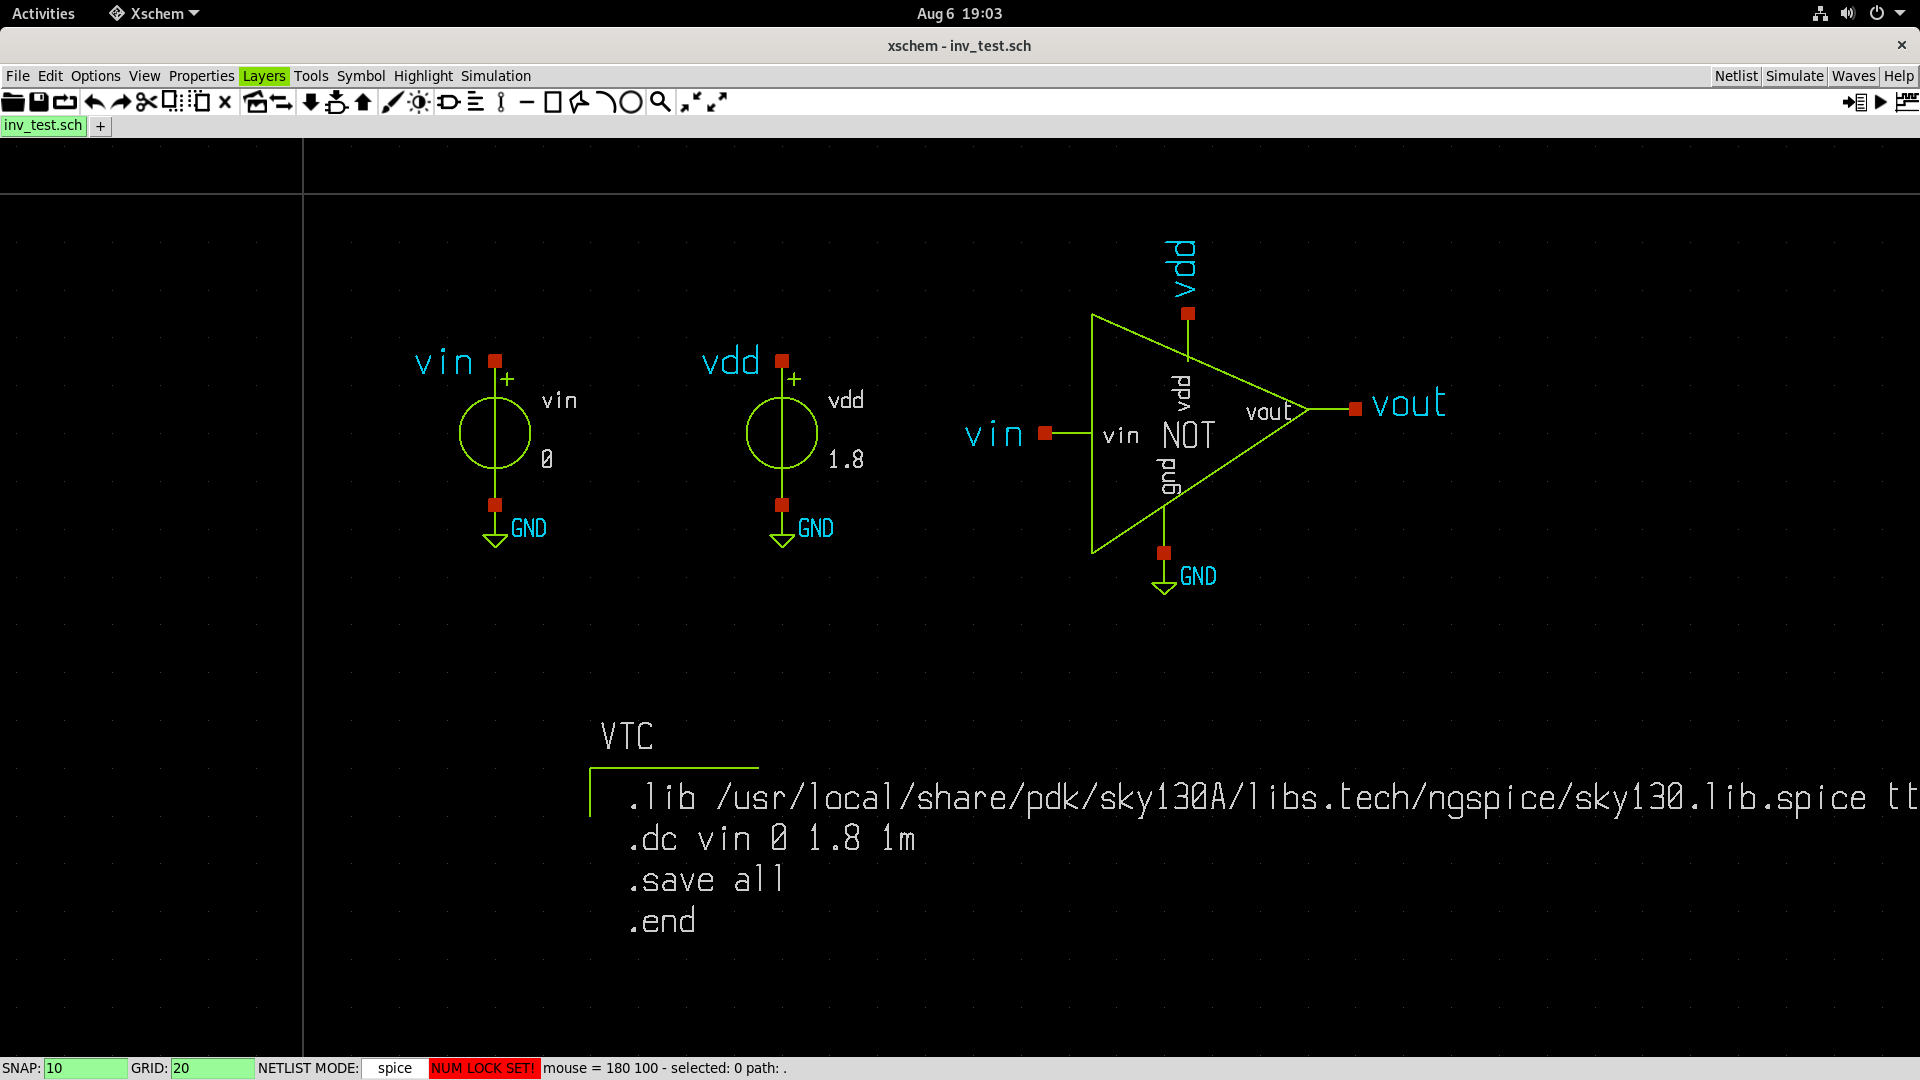 Activities Xschem Aug 6 19:03
xschem - inv_test.sch
File Edit Options View Properties Layers Tools Symbol Highlight Simulation Netlist Simulate Waves Help
inv_test.sch +
vdd
vin
+
vin
0
GND
vdd
+
vdd
1.8
GND
vin
vin
vdd
NOT
gnd
vout
vout
GND
VTC
.lib /usr/local/share/pdk/sky130A/libs.tech/ngspice/sky130.lib.spice tt
.dc vin 0 1.8 1m
.save all
.end
SNAP: 10 GRID: 20 NETLIST MODE: spice NUM LOCK SET! mouse = 180 100 - selected: 0 path: .